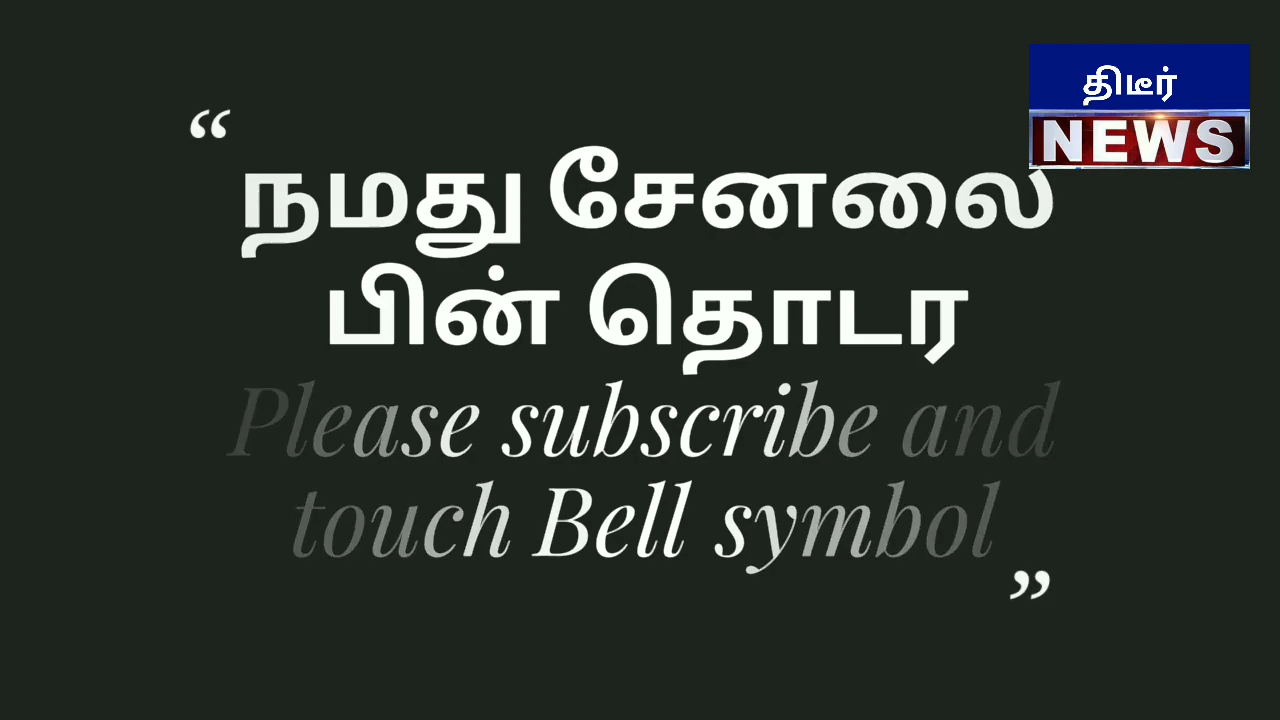 திடீர்
NEWS
“
நமது சேனலை
பின் தொடர
Please subscribe and
touch Bell symbol
”